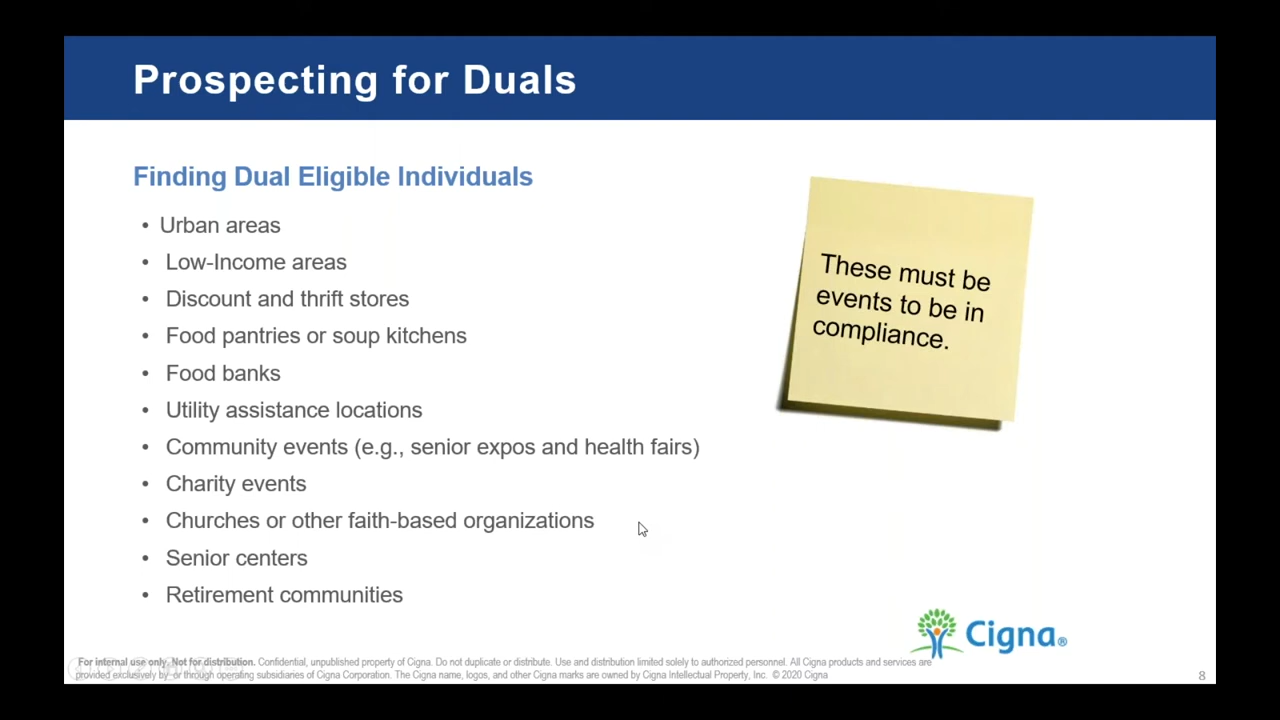 Prospecting for Duals
Finding Dual Eligible Individuals
• Urban areas
• Low-Income areas
• Discount and thrift stores
• Food pantries or soup kitchens
• Food banks
• Utility assistance locations
• Community events (e.g., senior expos and health fairs)
• Charity events
• Churches or other faith-based organizations
• Senior centers
• Retirement communities
These must be
events to be in
compliance.
Cigna®
For internal use only. Not for distribution. Confidential, unpublished property of Cigna. Do not duplicate or distribute. Use and distribution limited solely to authorized personnel. All Cigna products and services are
provided exclusively by or through operating subsidiaries of Cigna Corporation. The Cigna name, logos, and other Cigna marks are owned by Cigna Intellectual Property, Inc. © 2020 Cigna
8